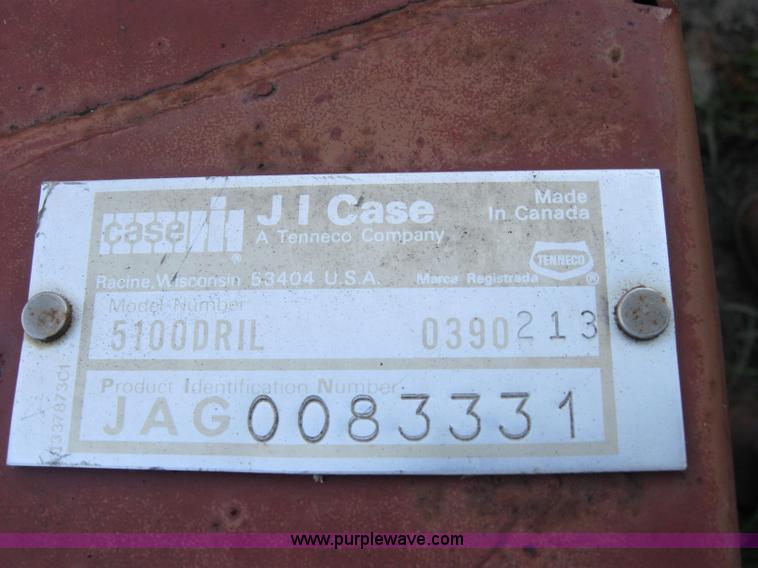 case IH ®
J I Case
A Tenneco Company
Made
In Canada
TENNECO ®
Racine, Wisconsin 53404 U.S.A.
Marca Registrada
Model Number
5100DRIL 0390213
Product Identification Number
JAG0083331
1337873C1
www.purplewave.com